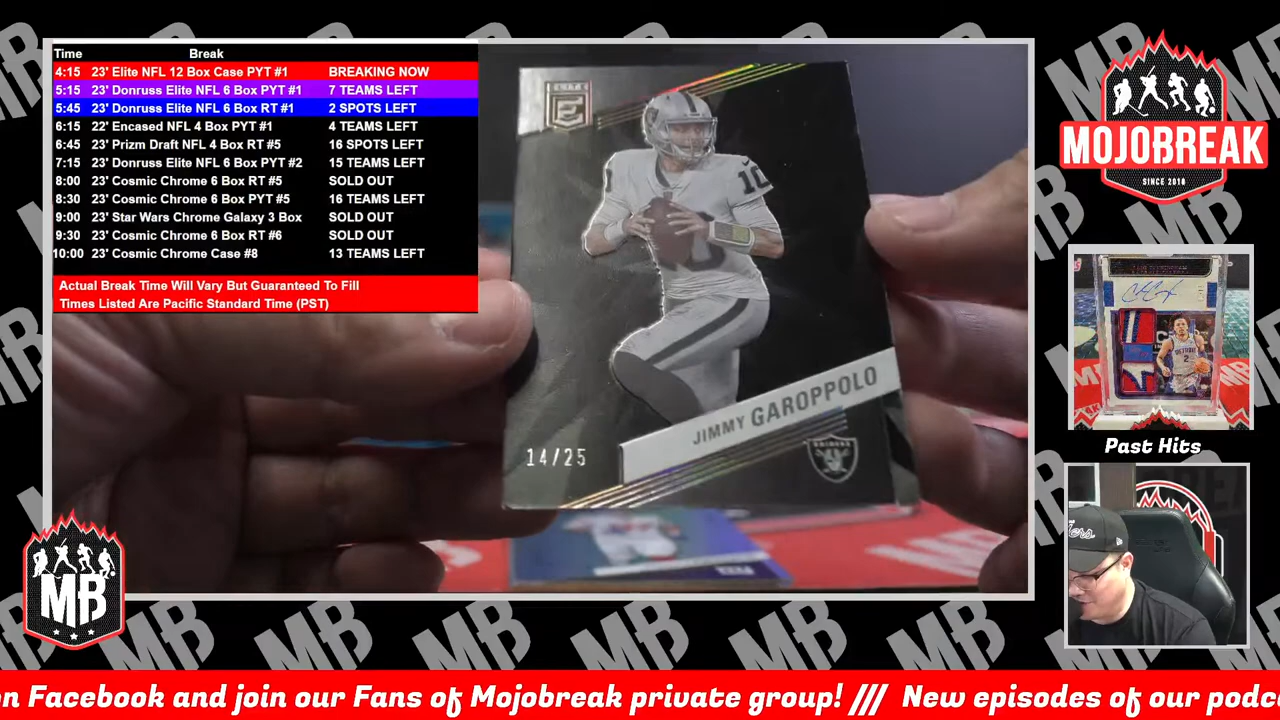 Time Break
4:15 23' Elite NFL 12 Box Case PYT #1 BREAKING NOW
5:15 23' Donruss Elite NFL 6 Box PYT #1 7 TEAMS LEFT
5:45 23' Donruss Elite NFL 6 Box RT #1 2 SPOTS LEFT
6:15 22' Encased NFL 4 Box PYT #1 4 TEAMS LEFT
6:45 23' Prizm Draft NFL 4 Box RT #5 16 SPOTS LEFT
7:15 23' Donruss Elite NFL 6 Box PYT #2 15 TEAMS LEFT
8:00 23' Cosmic Chrome 6 Box RT #5 SOLD OUT
8:30 23' Cosmic Chrome 6 Box PYT #5 16 TEAMS LEFT
9:00 23' Star Wars Chrome Galaxy 3 Box SOLD OUT
9:30 23' Cosmic Chrome 6 Box RT #6 SOLD OUT
10:00 23' Cosmic Chrome Case #8 13 TEAMS LEFT
Actual Break Time Will Vary But Guaranteed To Fill
Times Listed Are Pacific Standard Time (PST)
ELITE
E
10
10
JIMMY GAROPPOLO
RAIDERS
14/25
MOJOBREAK
SINCE 2010
DETROIT
2
Past Hits
MB
on Facebook and join our Fans of Mojobreak private group! /// New episodes of our podc